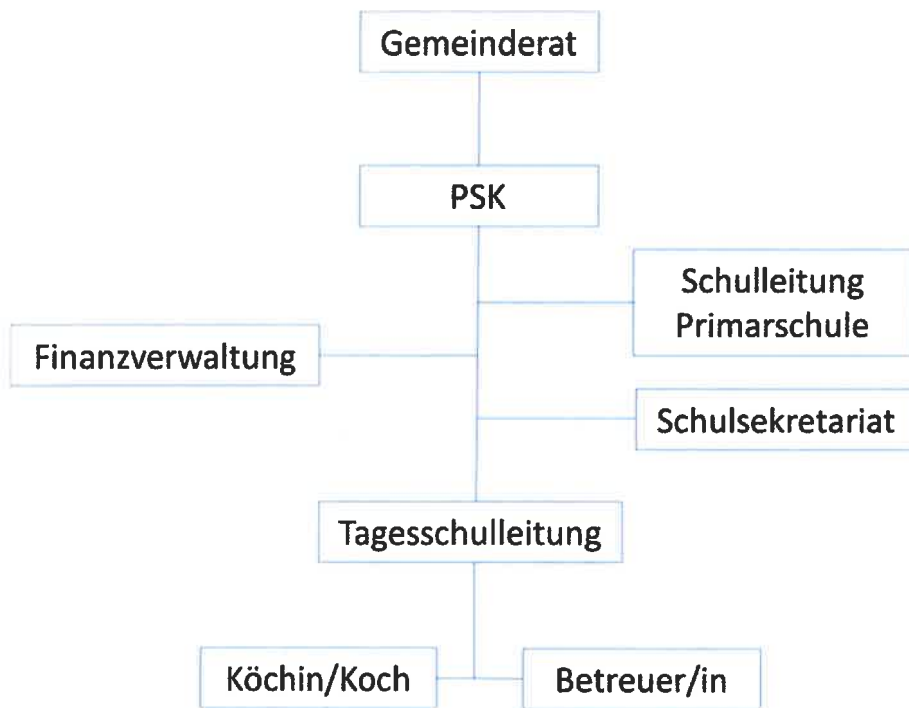 Gemeinderat
PSK
Schulleitung
Primarschule
Finanzverwaltung
Schulsekretariat
Tagesschulleitung
Köchin/Koch
Betreuer/in